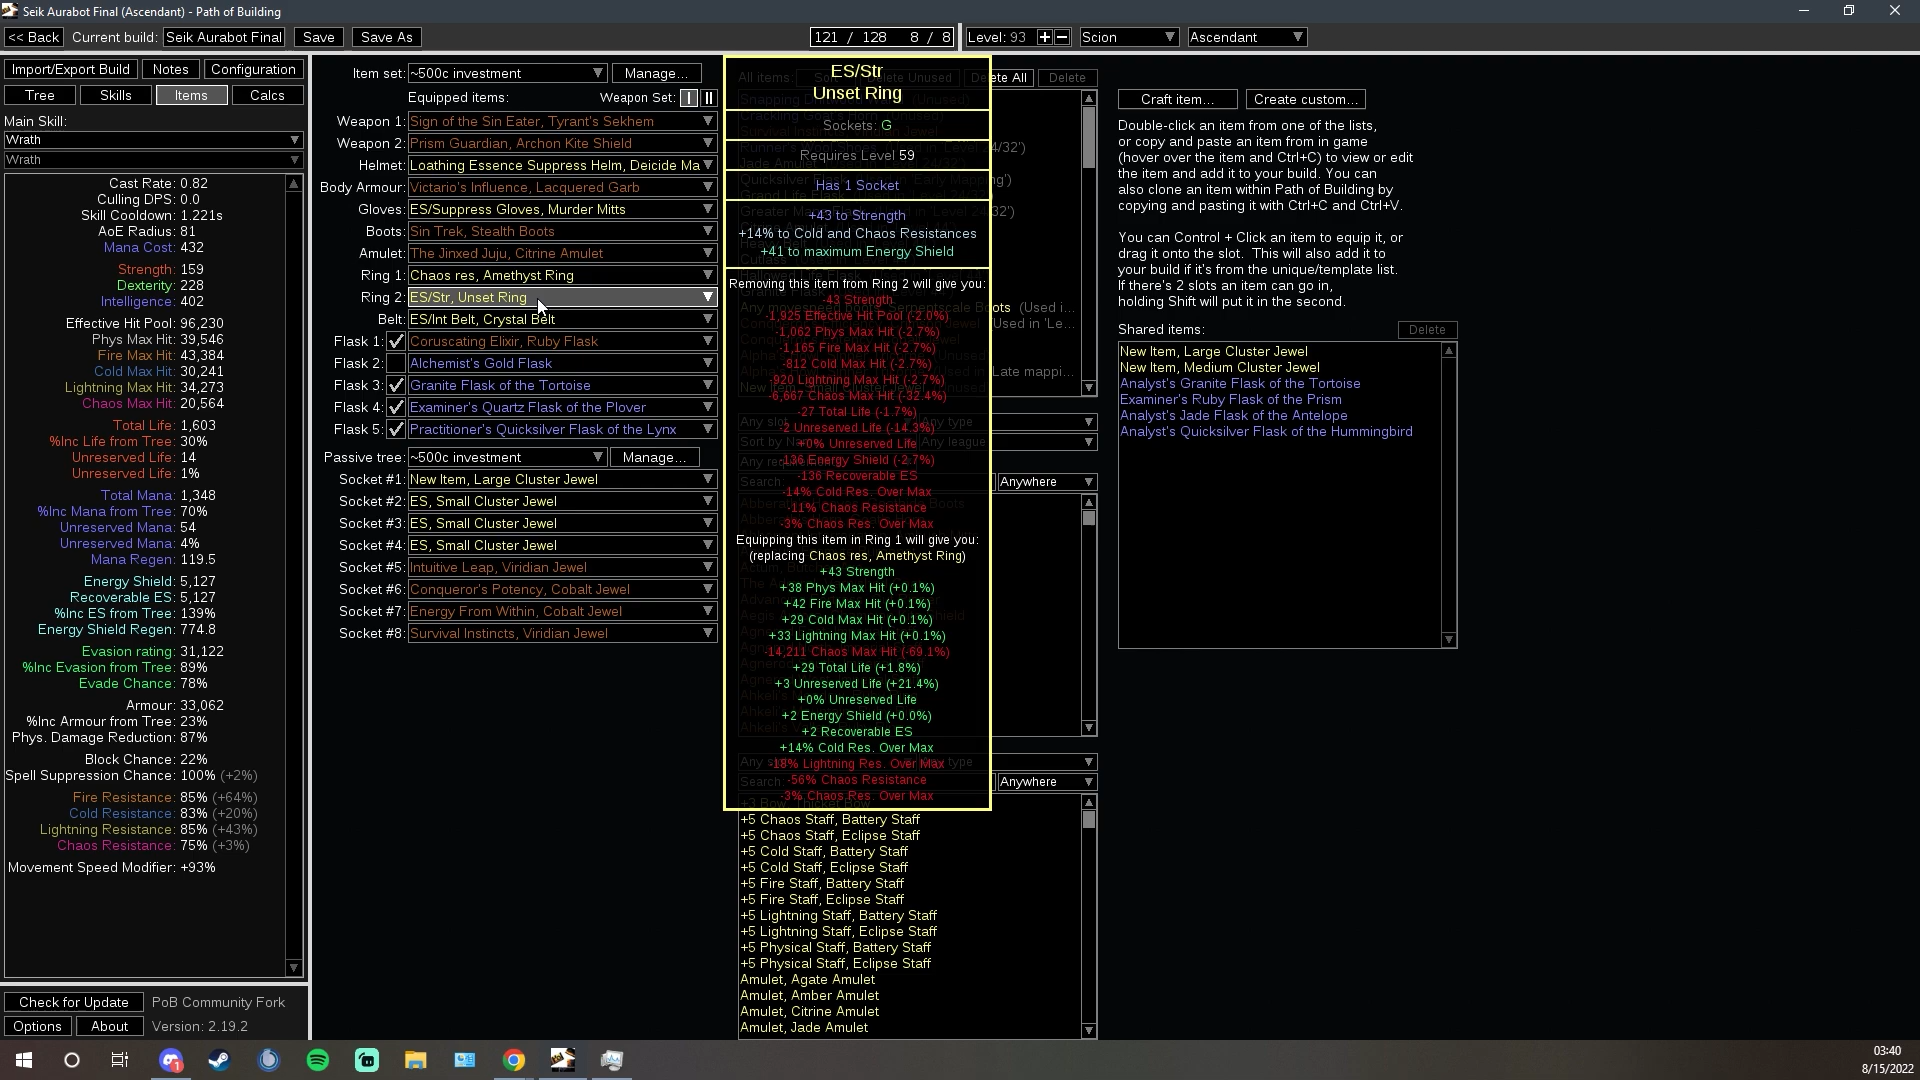 Seik Aurabot Final (Ascendant) - Path of Building
<< Back
Current build: Seik Aurabot Final
Save
Save As
121 / 128 8 / 8
Level: 93
Scion
Ascendant
Import/Export Build
Notes
Configuration
Tree
Skills
Items
Calcs
Main Skill:
Wrath
Wrath
Cast Rate: 0.82
Culling DPS: 0.0
Skill Cooldown: 1.221s
AoE Radius: 81
Mana Cost: 432
Strength: 159
Dexterity: 228
Intelligence: 402
Effective Hit Pool: 96,230
Phys Max Hit: 39,546
Fire Max Hit: 43,384
Cold Max Hit: 30,241
Lightning Max Hit: 34,273
Chaos Max Hit: 20,564
Total Life: 1,603
%Inc Life from Tree: 30%
Unreserved Life: 14
Unreserved Life: 1%
Total Mana: 1,348
%Inc Mana from Tree: 70%
Unreserved Mana: 54
Unreserved Mana: 4%
Mana Regen: 119.5
Energy Shield: 5,127
Recoverable ES: 5,127
%Inc ES from Tree: 139%
Energy Shield Regen: 774.8
Evasion rating: 31,122
%Inc Evasion from Tree: 89%
Evade Chance: 78%
Armour: 33,062
%Inc Armour from Tree: 23%
Phys. Damage Reduction: 87%
Block Chance: 22%
Spell Suppression Chance: 100% (+2%)
Fire Resistance: 85% (+64%)
Cold Resistance: 83% (+20%)
Lightning Resistance: 85% (+43%)
Chaos Resistance: 75% (+3%)
Movement Speed Modifier: +93%
Check for Update
PoB Community Fork
Options
About
Version: 2.19.2
Item set: ~500c investment
Manage...
Equipped items:
Weapon Set: I II
Weapon 1: Sign of the Sin Eater, Tyrant's Sekhem
Weapon 2: Prism Guardian, Archon Kite Shield
Helmet: Loathing Essence Suppress Helm, Deicide Ma
Body Armour: Victario's Influence, Lacquered Garb
Gloves: ES/Suppress Gloves, Murder Mitts
Boots: Sin Trek, Stealth Boots
Amulet: The Jinxed Juju, Citrine Amulet
Ring 1: Chaos res, Amethyst Ring
Ring 2: ES/Str, Unset Ring
Belt: ES/Int Belt, Crystal Belt
Flask 1: Coruscating Elixir, Ruby Flask
Flask 2: Alchemist's Gold Flask
Flask 3: Granite Flask of the Tortoise
Flask 4: Examiner's Quartz Flask of the Plover
Flask 5: Practitioner's Quicksilver Flask of the Lynx
Passive tree: ~500c investment
Manage...
Socket #1: New Item, Large Cluster Jewel
Socket #2: ES, Small Cluster Jewel
Socket #3: ES, Small Cluster Jewel
Socket #4: ES, Small Cluster Jewel
Socket #5: Intuitive Leap, Viridian Jewel
Socket #6: Conqueror's Potency, Cobalt Jewel
Socket #7: Energy From Within, Cobalt Jewel
Socket #8: Survival Instincts, Viridian Jewel
ES/Str
Unset Ring
Sockets: G
Requires Level 59
Has 1 Socket
+43 to Strength
+14% to Cold and Chaos Resistances
+41 to maximum Energy Shield
Removing this item from Ring 2 will give you:
-43 Strength
-1,925 Effective Hit Pool (-2.0%)
-1,062 Phys Max Hit (-2.7%)
-1,165 Fire Max Hit (-2.7%)
-812 Cold Max Hit (-2.7%)
-920 Lightning Max Hit (-2.7%)
-6,667 Chaos Max Hit (-32.4%)
-27 Total Life (-1.7%)
-2 Unreserved Life (-14.3%)
+0% Unreserved Life
-136 Energy Shield (-2.7%)
-136 Recoverable ES
-14% Cold Res. Over Max
-11% Chaos Resistance
-3% Chaos Res. Over Max
Equipping this item in Ring 1 will give you:
(replacing Chaos res, Amethyst Ring)
+43 Strength
+38 Phys Max Hit (+0.1%)
+42 Fire Max Hit (+0.1%)
+29 Cold Max Hit (+0.1%)
+33 Lightning Max Hit (+0.1%)
-14,211 Chaos Max Hit (-69.1%)
+29 Total Life (+1.8%)
+3 Unreserved Life (+21.4%)
+0% Unreserved Life
+2 Energy Shield (+0.0%)
+2 Recoverable ES
+14% Cold Res. Over Max
-18% Lightning Res. Over Max
-56% Chaos Resistance
-3% Chaos Res. Over Max
All items:
Delete Unused
Delete All
Delete
Boots (Used i...
Anywhere
Anywhere
+3 Bow, Thicket Bow
+5 Chaos Staff, Battery Staff
+5 Chaos Staff, Eclipse Staff
+5 Cold Staff, Battery Staff
+5 Cold Staff, Eclipse Staff
+5 Fire Staff, Battery Staff
+5 Fire Staff, Eclipse Staff
+5 Lightning Staff, Battery Staff
+5 Lightning Staff, Eclipse Staff
+5 Physical Staff, Battery Staff
+5 Physical Staff, Eclipse Staff
Amulet, Agate Amulet
Amulet, Amber Amulet
Amulet, Citrine Amulet
Amulet, Jade Amulet
Craft item...
Create custom...
Double-click an item from one of the lists,
or copy and paste an item from in game
(hover over the item and Ctrl+C) to view or edit
the item and add it to your build. You can
also clone an item within Path of Building by
copying and pasting it with Ctrl+C and Ctrl+V.
You can Control + Click an item to equip it, or
drag it onto the slot. This will also add it to
your build if it's from the unique/template list.
If there's 2 slots an item can go in,
holding Shift will put it in the second.
Shared items:
Delete
New Item, Large Cluster Jewel
New Item, Medium Cluster Jewel
Analyst's Granite Flask of the Tortoise
Examiner's Ruby Flask of the Prism
Analyst's Jade Flask of the Antelope
Analyst's Quicksilver Flask of the Hummingbird
03:40
8/15/2022